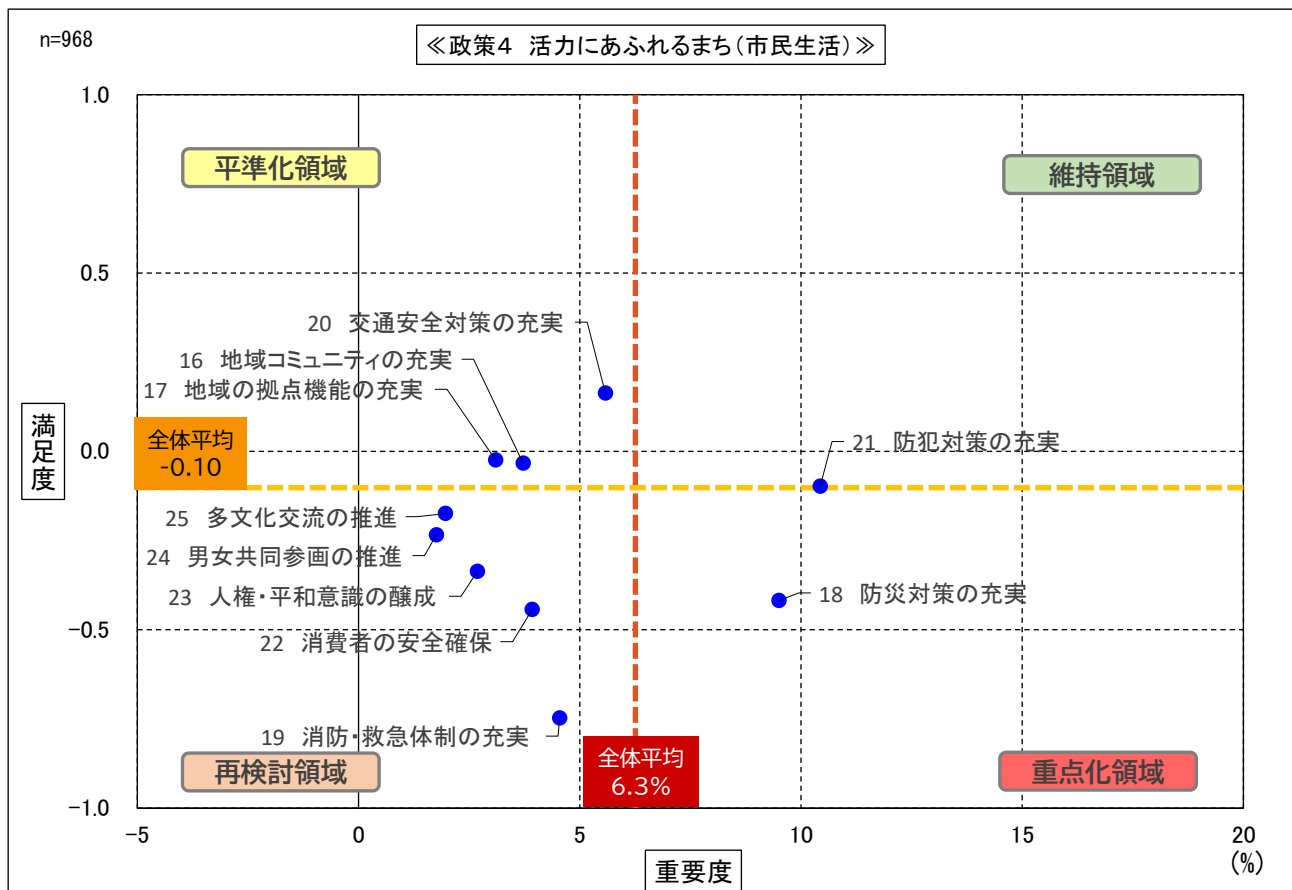 n=968
≪政策4 活力にあふれるまち(市民生活)≫
1.0
平準化領域
維持領域
0.5
20 交通安全対策の充実
16 地域コミュニティの充実
17 地域の拠点機能の充実
満足度
全体平均
-0.10
0.0
21 防犯対策の充実
25 多文化交流の推進
24 男女共同参画の推進
23 人権・平和意識の醸成
18 防災対策の充実
-0.5
22 消費者の安全確保
19 消防・救急体制の充実
再検討領域
全体平均
6.3%
重点化領域
-1.0
-5 0 5 10 15 20
(%)
重要度